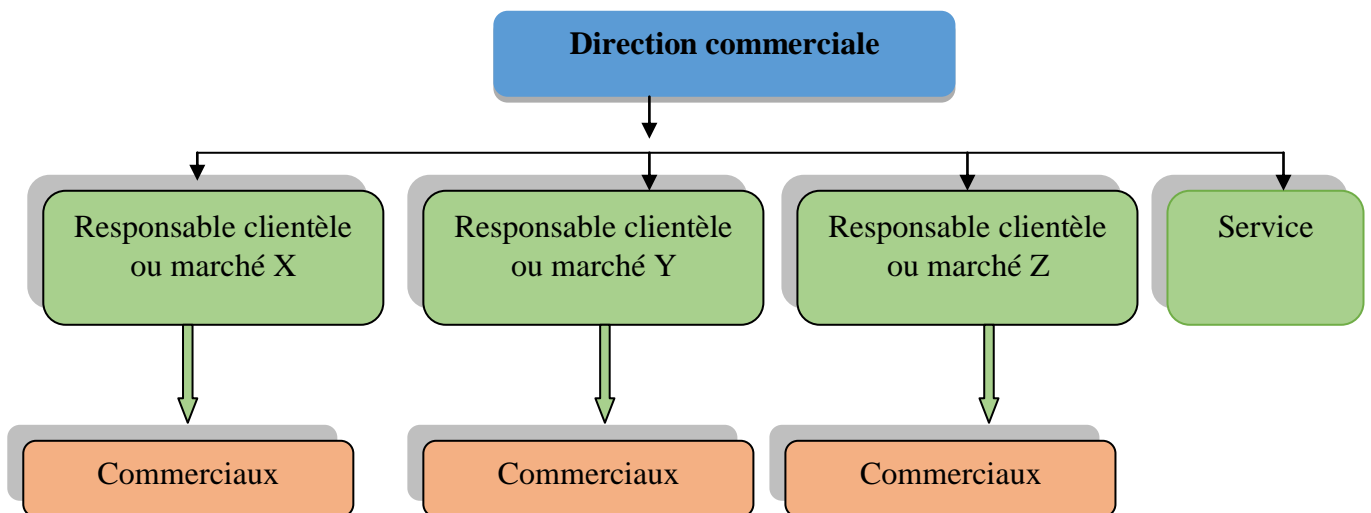 Direction commerciale
Responsable clientèle
ou marché X
Responsable clientèle
ou marché Y
Responsable clientèle
ou marché Z
Service
Commerciaux
Commerciaux
Commerciaux